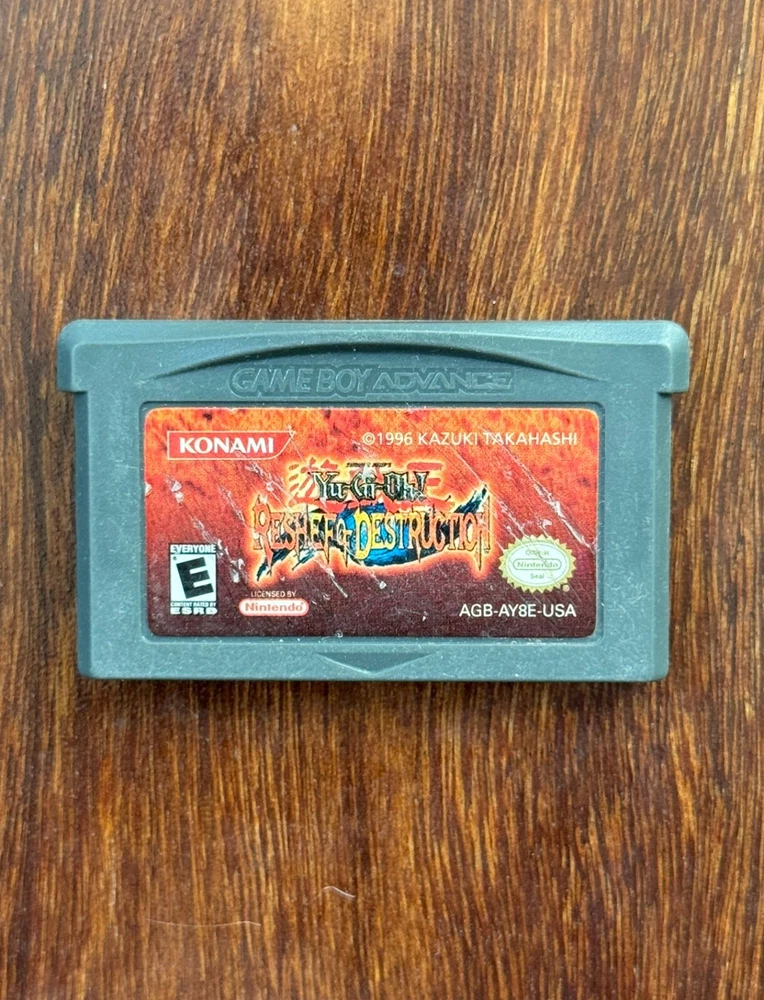 GAME BOY ADVANCE
KONAMI
©1996 KAZUKI TAKAHASHI
Yu-Gi-Oh!
RESHEF OF DESTRUCTION
EVERYONE
E
CONTENT RATED BY
ESRB
LICENSED BY
Nintendo
Official
Nintendo
Seal
AGB-AY8E-USA